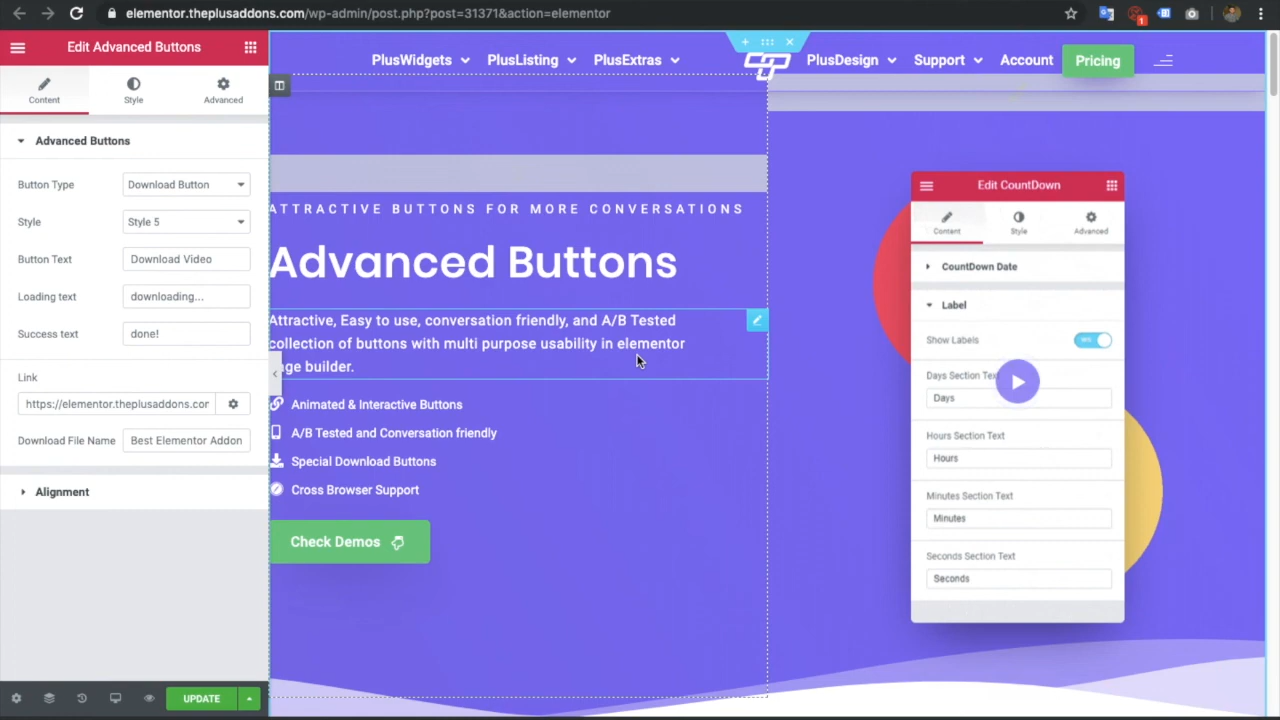 elementor.theplusaddons.com/wp-admin/post.php?post=31371&action=elementor
1
Edit Advanced Buttons
Content
Style
Advanced
Advanced Buttons
Button Type
Download Button
Style
Style 5
Button Text
Download Video
Loading text
downloading...
Success text
done!
Link
https://elementor.theplusaddons.cor
Download File Name
Best Elementor Addon
Alignment
UPDATE
PlusWidgets
PlusListing
PlusExtras
PlusDesign
Support
Account
Pricing
ATTRACTIVE BUTTONS FOR MORE CONVERSATIONS
Advanced Buttons
Attractive, Easy to use, conversation friendly, and A/B Tested
collection of buttons with multi purpose usability in elementor
age builder.
Animated & Interactive Buttons
A/B Tested and Conversation friendly
Special Download Buttons
Cross Browser Support
Check Demos
Edit CountDown
Content
Style
Advanced
CountDown Date
Label
Show Labels
Days Section Text
Days
Hours Section Text
Hours
Minutes Section Text
Minutes
Seconds Section Text
Seconds